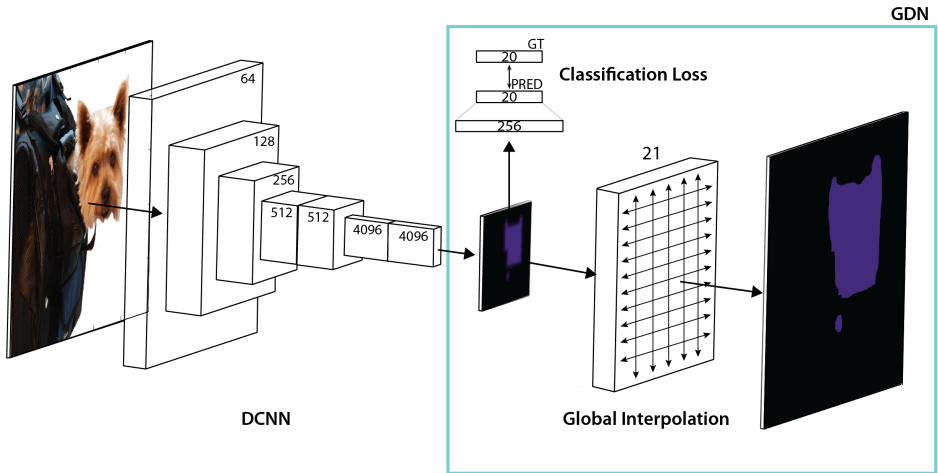 GDN
GT
20
Classification Loss
PRED
20
256
64
128
256
512
512
4096
4096
21
DCNN
Global Interpolation